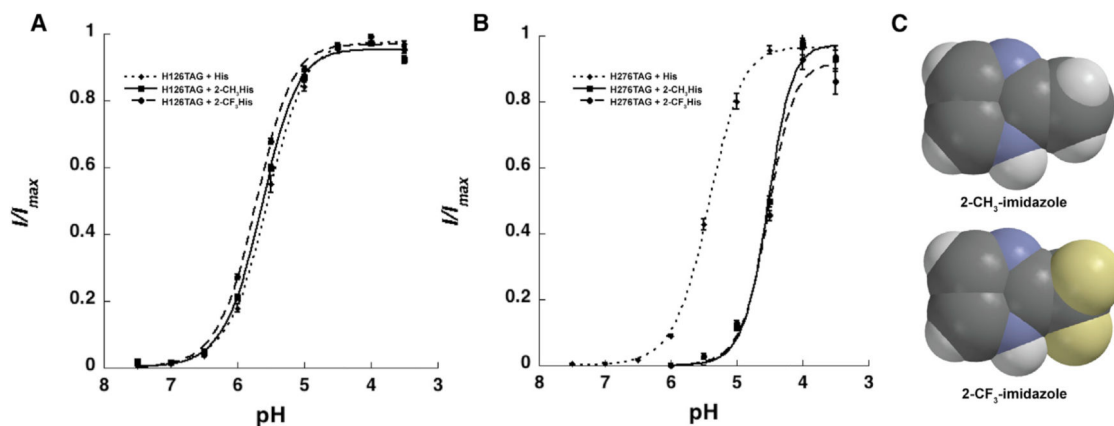 A
B
C
H126TAG + His
H126TAG + 2-CH3His
H126TAG + 2-CF3His
H276TAG + His
H276TAG + 2-CH3His
H276TAG + 2-CF3His
I/Imax
1
0.8
0.6
0.4
0.2
0
8
7
6
5
4
3
pH
I/Imax
1
0.8
0.6
0.4
0.2
0
8
7
6
5
4
3
pH
2-CH3-imidazole
2-CF3-imidazole